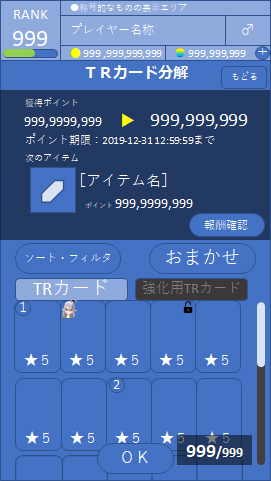 RANK
999
●称号的なものの表示エリア
プレイヤー名称
♂
999,999,999,999
999,999,999
+
TRカード分解
もどる
獲得ポイント
999,9999,999 ▶ 999,999,999
ポイント期限：2019-12-31 12:59:59まで
次のアイテム
[アイテム名]
ポイント 999,9999,999
報酬確認
ソート・フィルタ
おまかせ
TRカード
強化用TRカード
1
★5 ★5 ★5 ★5 ★5
2
★5 ★5 ★5 ★5 ★5
OK
999/999